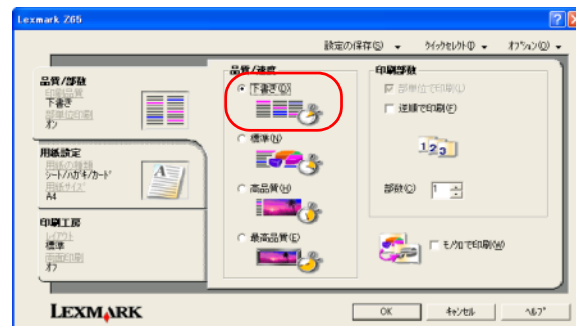 Lexmark Z65
設定の保存(S)
クイックセレクト(I)
オプション(O)
品質/部数
印刷品質
下書き
部単位印刷
オン
用紙設定
用紙の種類
シート/ハガキ/カード
用紙サイズ
A4
印刷工房
レイアウト
標準
両面印刷
オフ
LEXMARK
品質/速度
下書き(D)
標準(N)
高品質(H)
最高品質(E)
印刷部数
部単位で印刷(L)
逆順で印刷(F)
1 2 3
部数(C)
1
モノクロで印刷(W)
OK
キャンセル
ヘルプ